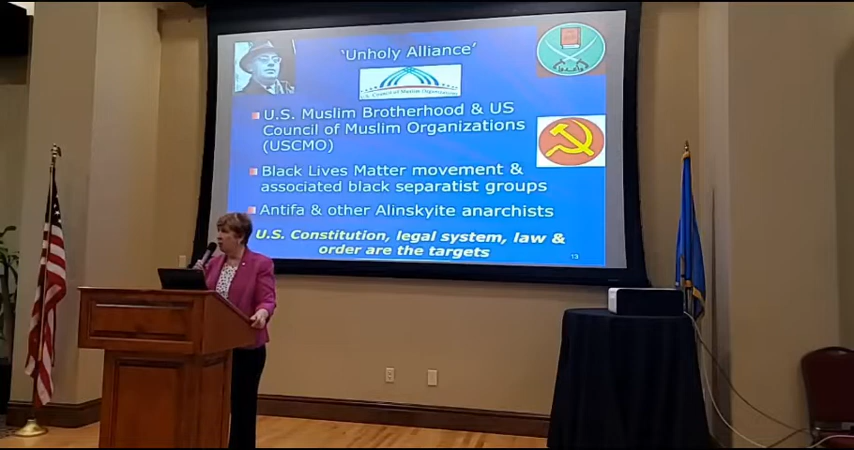 ‘Unholy Alliance’
U.S. Council of Muslim Organizations
U.S. Muslim Brotherhood & US
Council of Muslim Organizations
(USCMO)
Black Lives Matter movement &
associated black separatist groups
Antifa & other Alinskyite anarchists
U.S. Constitution, legal system, law &
order are the targets
13